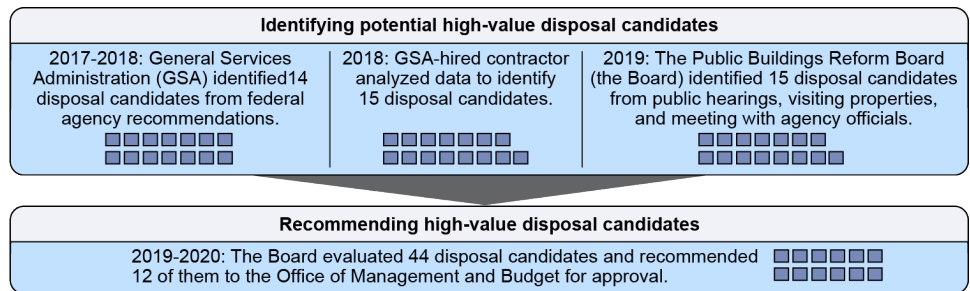 Identifying potential high-value disposal candidates
2017-2018: General Services
Administration (GSA) identified14
disposal candidates from federal
agency recommendations.
2018: GSA-hired contractor
analyzed data to identify
15 disposal candidates.
2019: The Public Buildings Reform Board
(the Board) identified 15 disposal candidates
from public hearings, visiting properties,
and meeting with agency officials.
Recommending high-value disposal candidates
2019-2020: The Board evaluated 44 disposal candidates and recommended
12 of them to the Office of Management and Budget for approval.